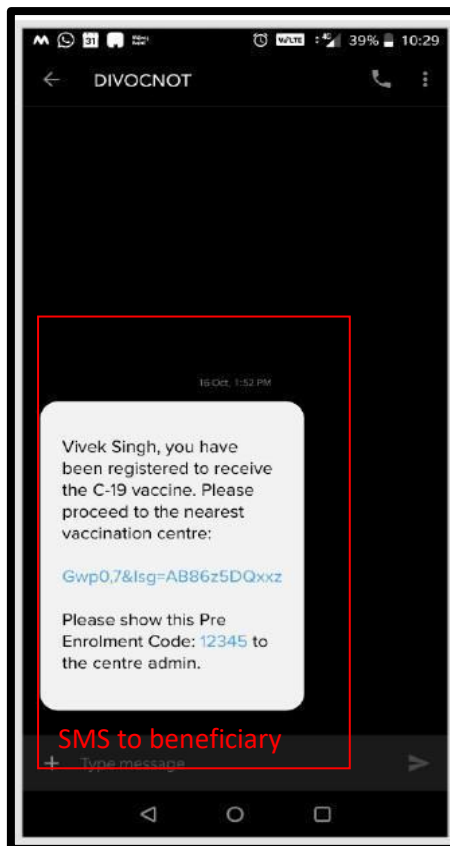 31 VoLTE 4G 39% 10:29
DIVOCNOT
16 Oct, 1:52 PM
Vivek Singh, you have
been registered to receive
the C-19 vaccine. Please
proceed to the nearest
vaccination centre:
Gwp0,7&lsg=AB86z5DQxxz
Please show this Pre
Enrolment Code: 12345 to
the centre admin.
SMS to beneficiary
+ Type message